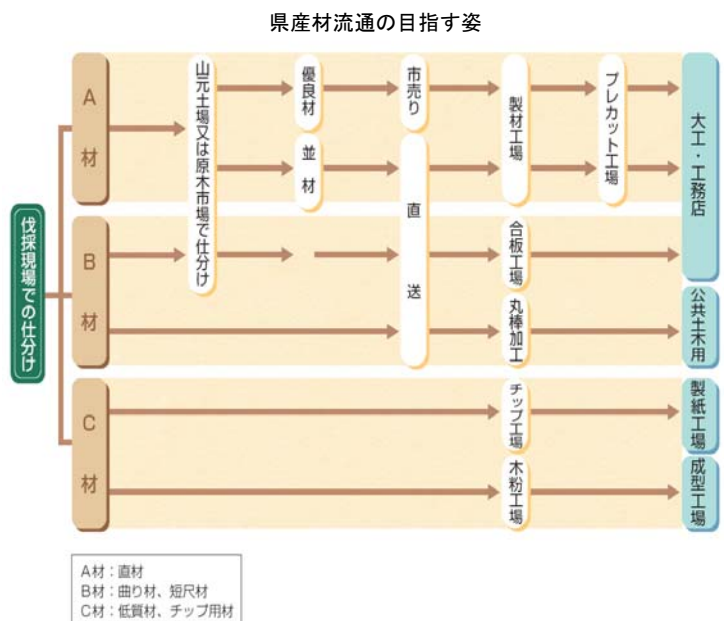 県産材流通の目指す姿
伐採現場での仕分け
A材
B材
C材
山元土場又は原木市場で仕分け
優良材
並材
市売り
直送
製材工場
合板工場
丸棒加工
チップ工場
木粉工場
プレカット工場
大工・工務店
公共土木用
製紙工場
成型工場
A材：直材
B材：曲り材、短尺材
C材：低質材、チップ用材